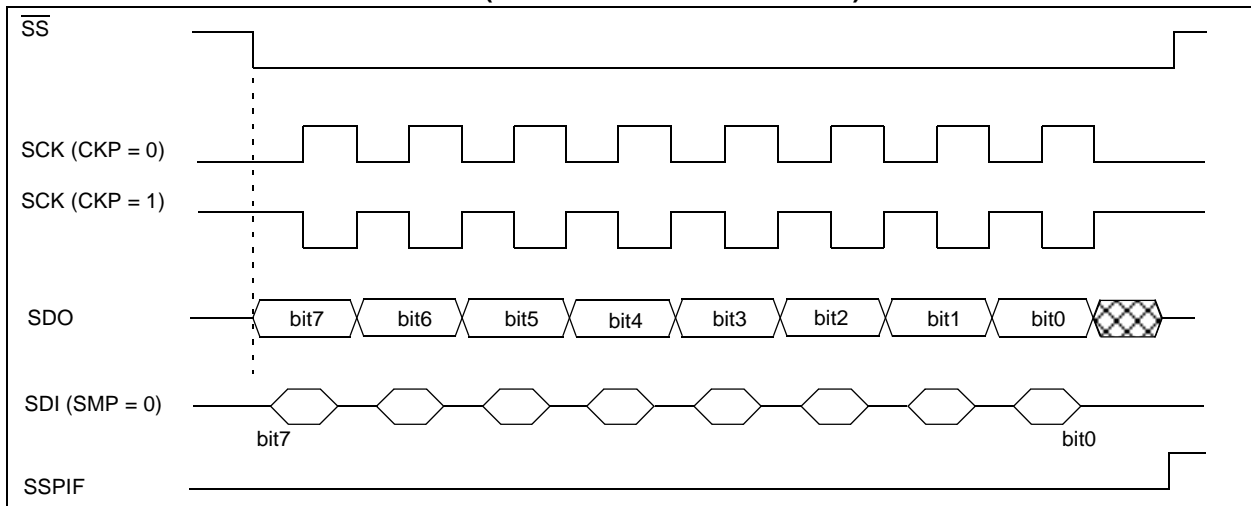 SS
SCK (CKP = 0)
SCK (CKP = 1)
SDO
bit7 bit6 bit5 bit4 bit3 bit2 bit1 bit0
SDI (SMP = 0)
bit7 bit0
SSPIF